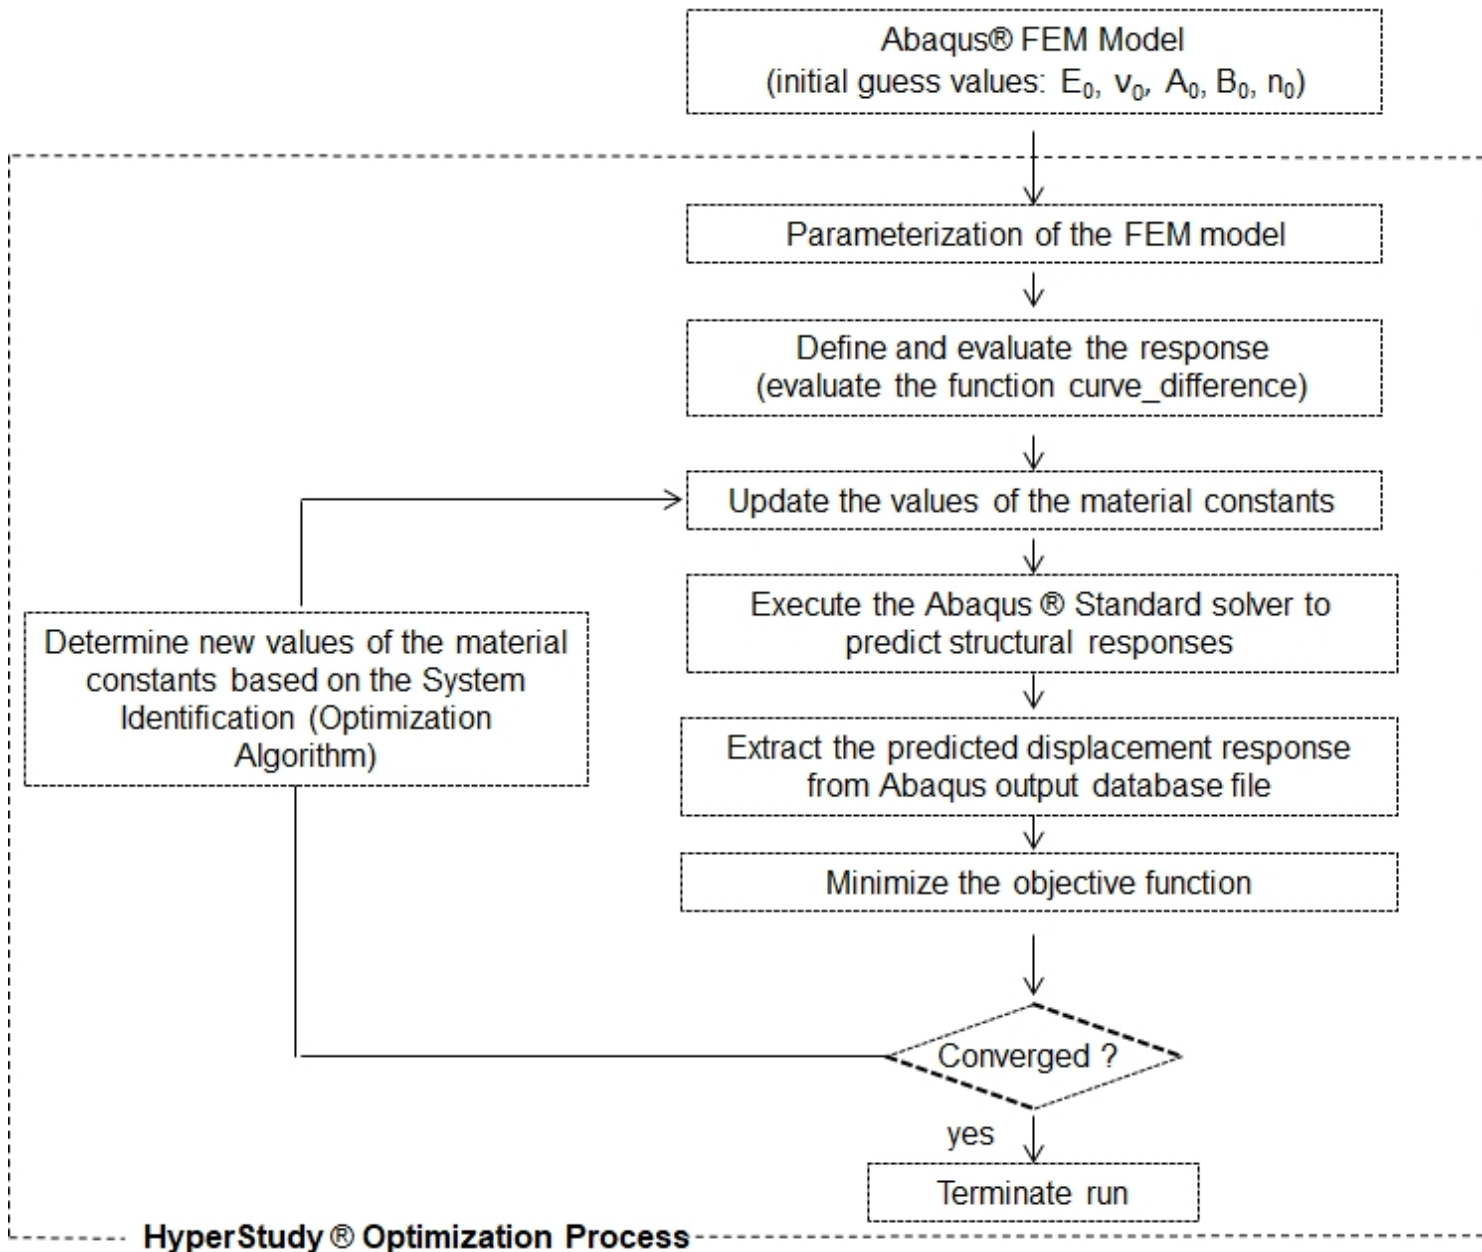 Abaqus® FEM Model
(initial guess values: E₀, ν₀, A₀, B₀, n₀)
Parameterization of the FEM model
Define and evaluate the response
(evaluate the function curve_difference)
Update the values of the material constants
Execute the Abaqus ® Standard solver to
predict structural responses
Determine new values of the material
constants based on the System
Identification (Optimization
Algorithm)
Extract the predicted displacement response
from Abaqus output database file
Minimize the objective function
Converged ?
yes
Terminate run
HyperStudy ® Optimization Process